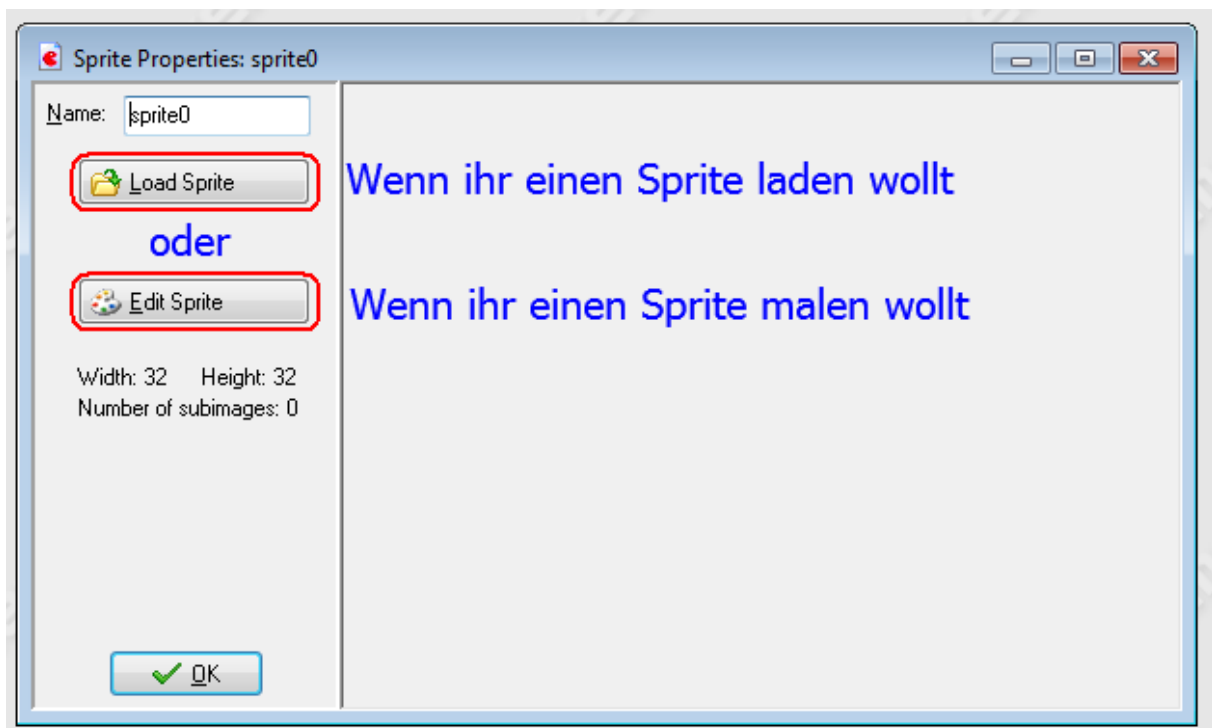 Sprite Properties: sprite0
Name: sprite0
Load Sprite
Wenn ihr einen Sprite laden wollt
oder
Edit Sprite
Wenn ihr einen Sprite malen wollt
Width: 32 Height: 32
Number of subimages: 0
OK